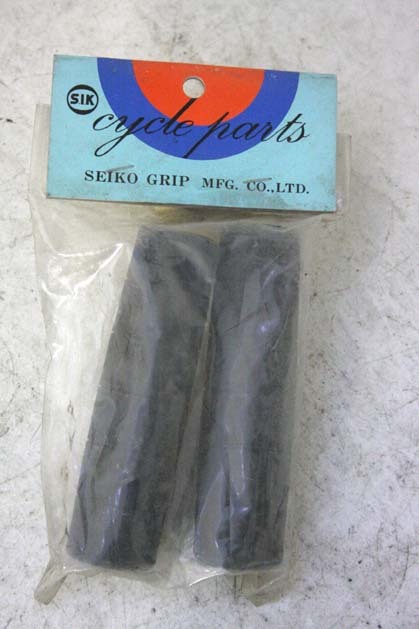 SIK
cycle parts
SEIKO GRIP MFG. CO.,LTD.